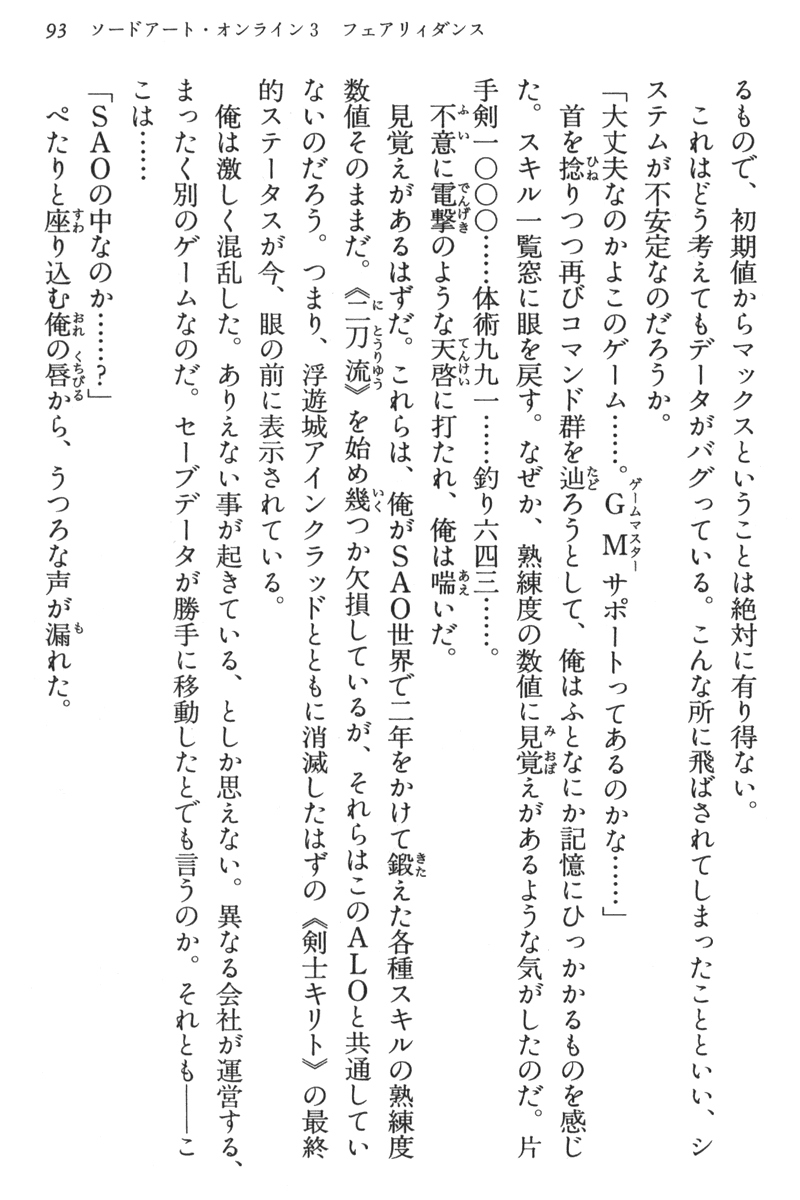 93 ソードアート・オンライン3 フェアリィダンス
るもので、初期値からマックスということは絶対に有り得ない。
これはどう考えてもデータがバグっている。こんな所に飛ばされてしまったことといい、シ
ステムが不安定なのだろうか。
「大丈夫なのかよこのゲーム……。GMサポートってあるのかな……」
首を捻りつつ再びコマンド群を辿ろうとして、俺はふとなにか記憶にひっかかるものを感じ
た。スキル一覧窓に眼を戻す。なぜか、熟練度の数値に見覚えがあるような気がしたのだ。片
手剣一〇〇〇……体術九九一……釣り六四三……。
不意に電撃のような天啓に打たれ、俺は喘いだ。
見覚えがあるはずだ。これらは、俺がSAO世界で二年をかけて鍛えた各種スキルの熟練度
数値そのままだ。《二刀流》を始め幾つか欠損しているが、それらはこのALOと共通してい
ないのだろう。つまり、浮遊城アインクラッドとともに消滅したはずの《剣士キリト》の最終
的ステータスが今、眼の前に表示されている。
俺は激しく混乱した。ありえない事が起きている、としか思えない。異なる会社が運営する、
まったく別のゲームなのだ。セーブデータが勝手に移動したとでも言うのか。それとも――こ
こは……
「SAOの中なのか……?」
ぺたりと座り込む俺の唇から、うつろな声が漏れた。